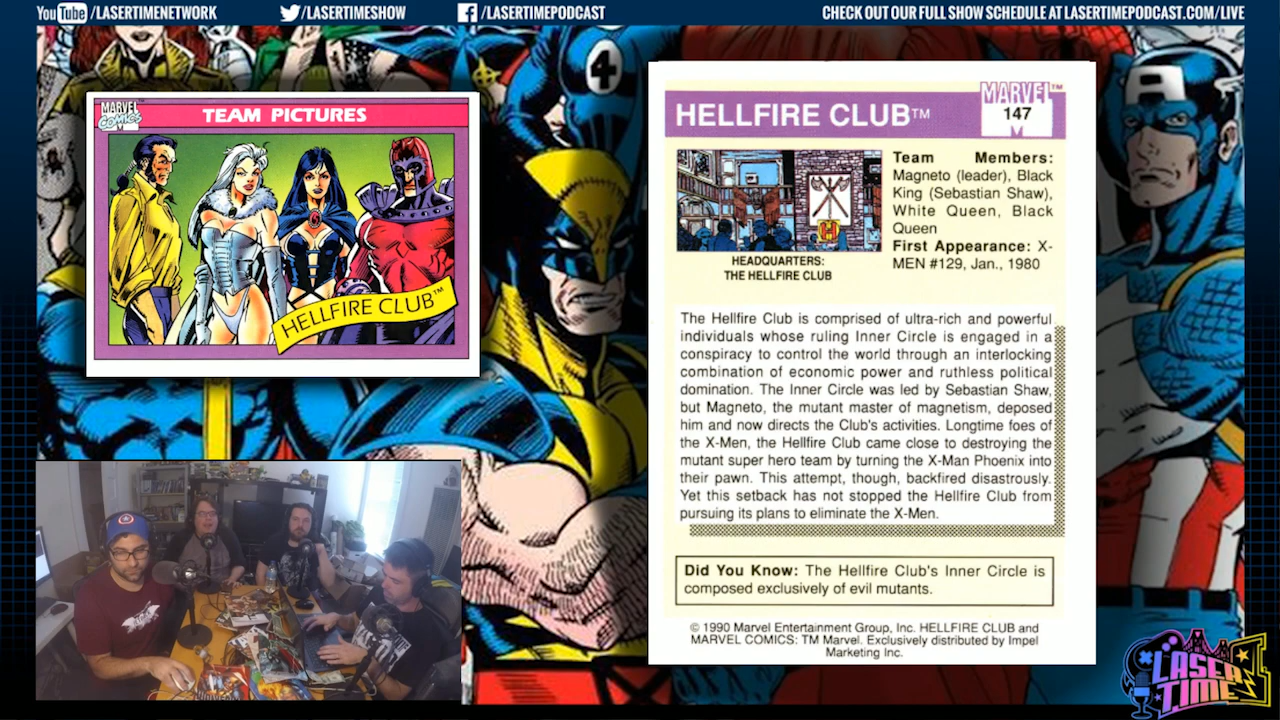 You Tube /LASERTIMENETWORK
/LASERTIMESHOW
/LASERTIMEPODCAST
CHECK OUT OUR FULL SHOW SCHEDULE AT LASERTIMEPODCAST.COM/LIVE
MARVEL COMICS
TEAM PICTURES
HELLFIRE CLUB™
HELLFIRE CLUB™
MARVEL™
147
Team Members:
Magneto (leader), Black
King (Sebastian Shaw),
White Queen, Black
Queen
First Appearance: X-
MEN #129, Jan., 1980
HEADQUARTERS:
THE HELLFIRE CLUB
The Hellfire Club is comprised of ultra-rich and powerful
individuals whose ruling Inner Circle is engaged in a
conspiracy to control the world through an interlocking
combination of economic power and ruthless political
domination. The Inner Circle was led by Sebastian Shaw,
but Magneto, the mutant master of magnetism, deposed
him and now directs the Club's activities. Longtime foes of
the X-Men, the Hellfire Club came close to destroying the
mutant super hero team by turning the X-Man Phoenix into
their pawn. This attempt, though, backfired disastrously.
Yet this setback has not stopped the Hellfire Club from
pursuing its plans to eliminate the X-Men.
Did You Know: The Hellfire Club's Inner Circle is
composed exclusively of evil mutants.
© 1990 Marvel Entertainment Group, Inc. HELLFIRE CLUB and
MARVEL COMICS: TM Marvel. Exclusively distributed by Impel
Marketing Inc.
4
A
H
LASER
TIME